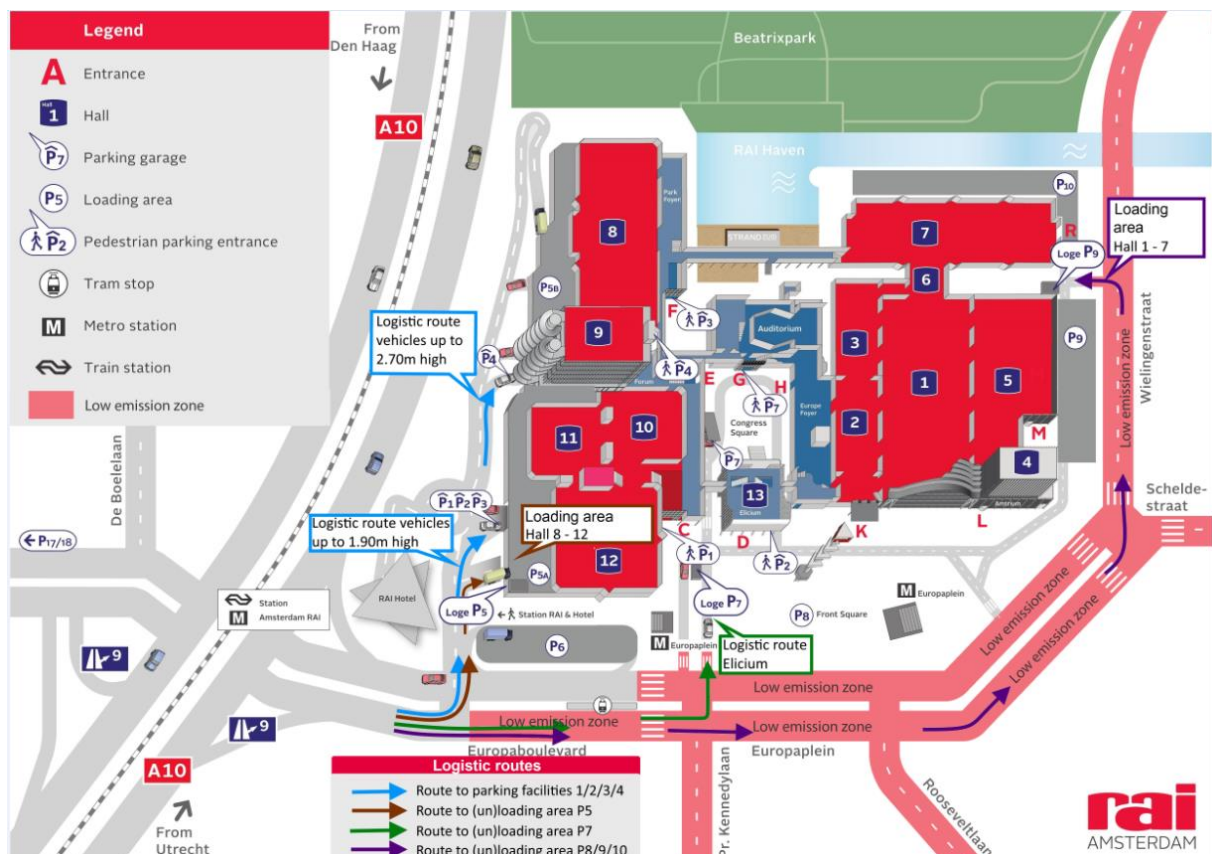 Legend
A
Entrance
Hall
1
Hall
P7
Parking garage
P5
Loading area
P2
Pedestrian parking entrance
Tram stop
M
Metro station
Train station
Low emission zone
From
Den Haag
A10
Beatrixpark
RAI Haven
STRANDZUID
Park
Foyer
8
P5B
9
F
P3
P4
P4
Forum
E
G
H
P7
Auditorium
7
6
3
1
5
2
Europe
Foyer
Congress
Square
P7
13
Elicium
10
11
12
C
P1
D
P2
K
L
M
4
Amtrium
R
P10
Loge P9
P9
Loading
area
Hall 1 - 7
Wielingenstraat
Low emission zone
Schelde-
straat
Logistic route
vehicles up to
2.70m high
P1 P2 P3
Logistic route vehicles
up to 1.90m high
Loading area
Hall 8 - 12
P5A
Loge P5
Station RAI & Hotel
P6
RAI Hotel
Station
M Amsterdam RAI
De Boelelaan
P17/18
9
9
A10
From
Utrecht
Loge P7
M Europaplein
P8 Front Square
M Europaplein
Logistic route
Elicium
Low emission zone
Low emission zone
Low emission zone
Low emission zone
Low emission zone
Europaboulevard
Europaplein
Pr. Kennedylaan
Rooseveltlaan
Logistic routes
Route to parking facilities 1/2/3/4
Route to (un)loading area P5
Route to (un)loading area P7
Route to (un)loading area P8/9/10
rai
AMSTERDAM